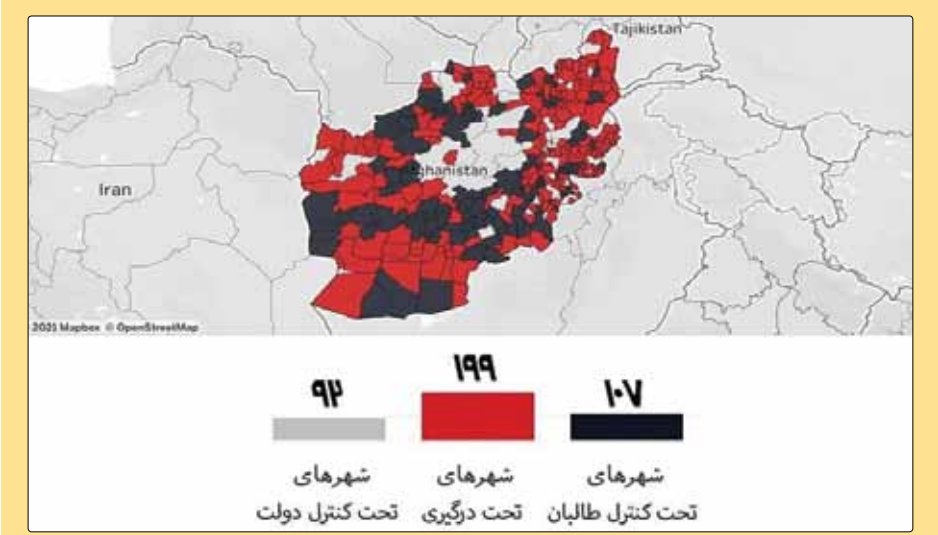 Tajikistan
Afghanistan
Iran
2021 Mapbox © OpenStreetMap
۱۰۷
۱۹۹
۹۲
شهرهای
تحت کنترل طالبان
شهرهای
تحت درگیری
شهرهای
تحت کنترل دولت